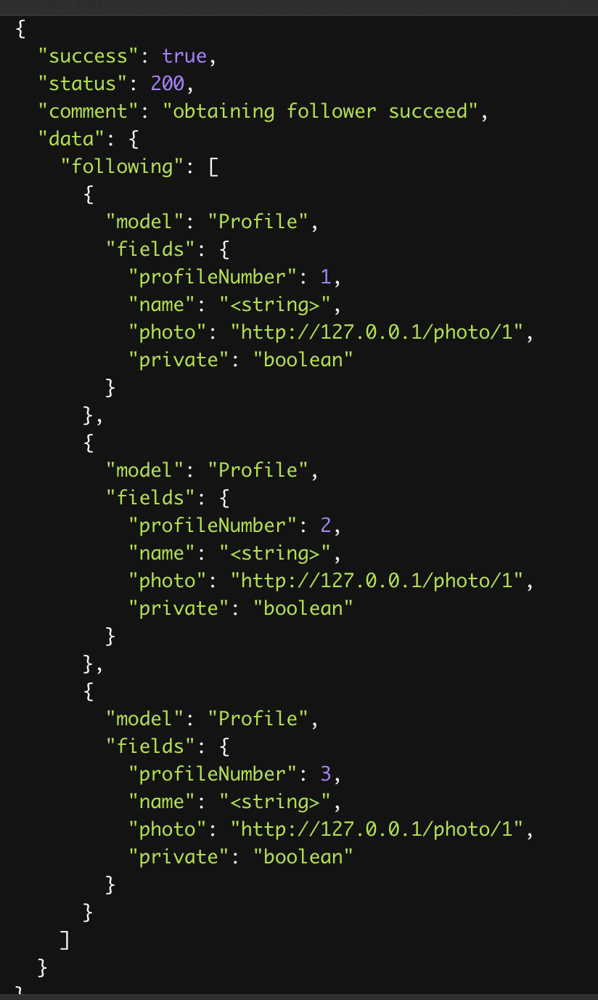 SNS API
{
  "success": true,
  "status": 200,
  "comment": "obtaining follower succeed",
  "data": {
    "following": [
      {
        "model": "Profile",
        "fields": {
          "profileNumber": 1,
          "name": "<string>",
          "photo": "http://127.0.0.1/photo/1",
          "private": "boolean"
        }
      },
      {
        "model": "Profile",
        "fields": {
          "profileNumber": 2,
          "name": "<string>",
          "photo": "http://127.0.0.1/photo/1",
          "private": "boolean"
        }
      },
      {
        "model": "Profile",
        "fields": {
          "profileNumber": 3,
          "name": "<string>",
          "photo": "http://127.0.0.1/photo/1",
          "private": "boolean"
        }
      }
    ]
  }
}